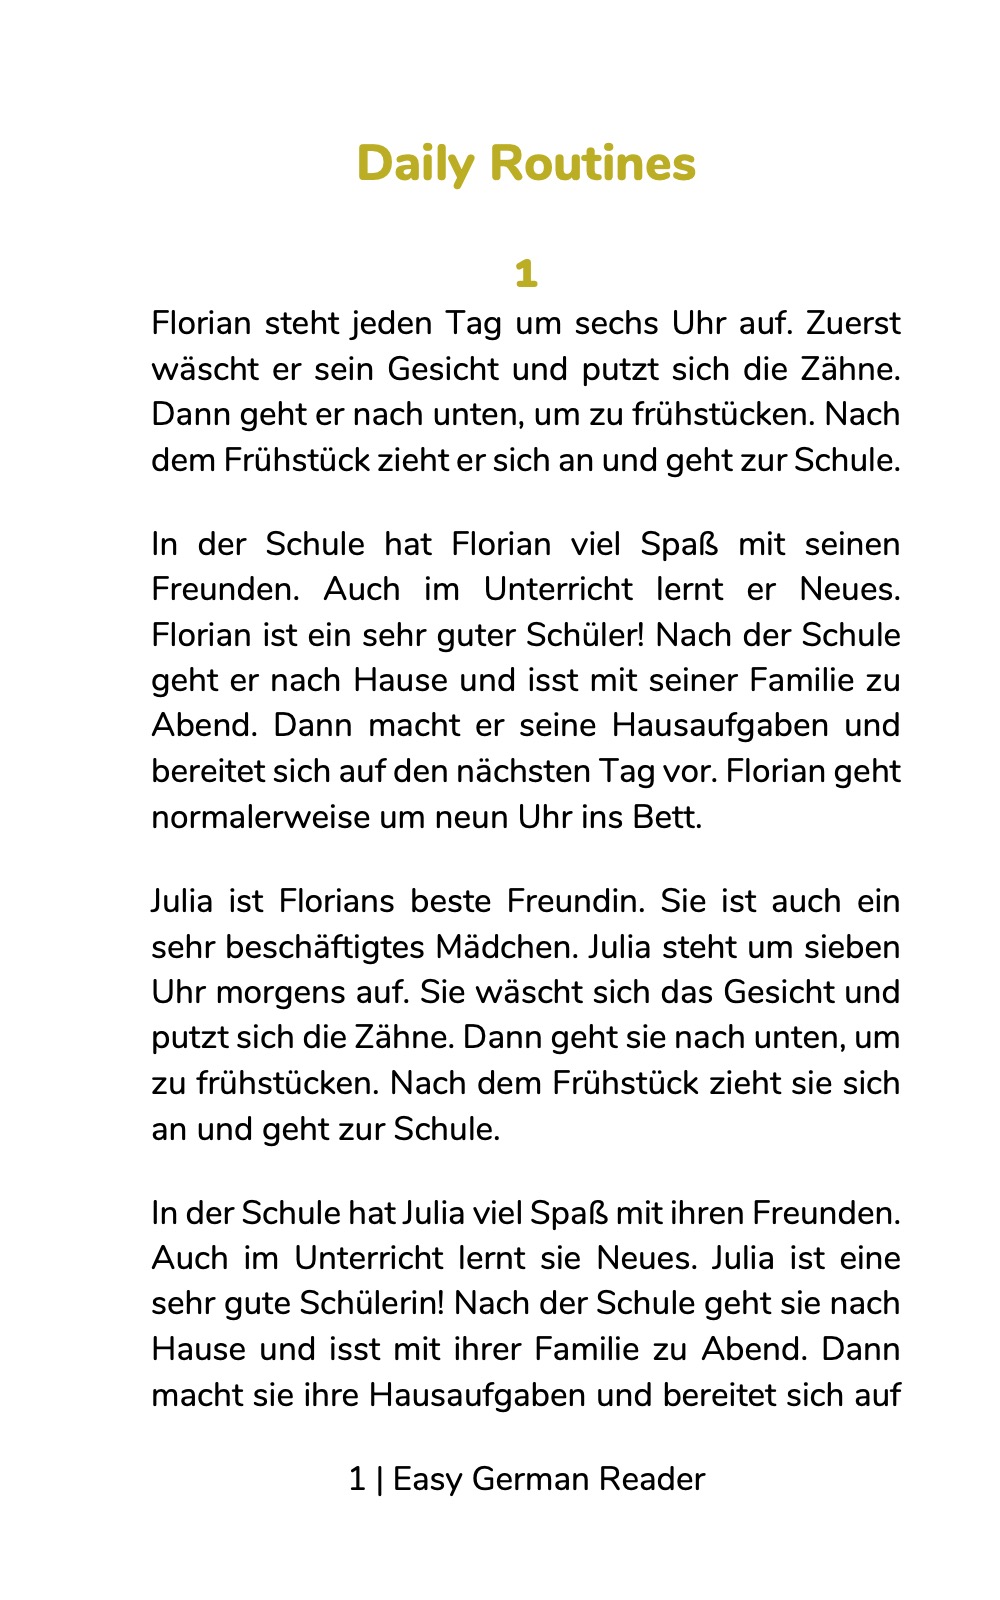 Daily Routines
1
Florian steht jeden Tag um sechs Uhr auf. Zuerst
wäscht er sein Gesicht und putzt sich die Zähne.
Dann geht er nach unten, um zu frühstücken. Nach
dem Frühstück zieht er sich an und geht zur Schule.
In der Schule hat Florian viel Spaß mit seinen
Freunden. Auch im Unterricht lernt er Neues.
Florian ist ein sehr guter Schüler! Nach der Schule
geht er nach Hause und isst mit seiner Familie zu
Abend. Dann macht er seine Hausaufgaben und
bereitet sich auf den nächsten Tag vor. Florian geht
normalerweise um neun Uhr ins Bett.
Julia ist Florians beste Freundin. Sie ist auch ein
sehr beschäftigtes Mädchen. Julia steht um sieben
Uhr morgens auf. Sie wäscht sich das Gesicht und
putzt sich die Zähne. Dann geht sie nach unten, um
zu frühstücken. Nach dem Frühstück zieht sie sich
an und geht zur Schule.
In der Schule hat Julia viel Spaß mit ihren Freunden.
Auch im Unterricht lernt sie Neues. Julia ist eine
sehr gute Schülerin! Nach der Schule geht sie nach
Hause und isst mit ihrer Familie zu Abend. Dann
macht sie ihre Hausaufgaben und bereitet sich auf
1 | Easy German Reader